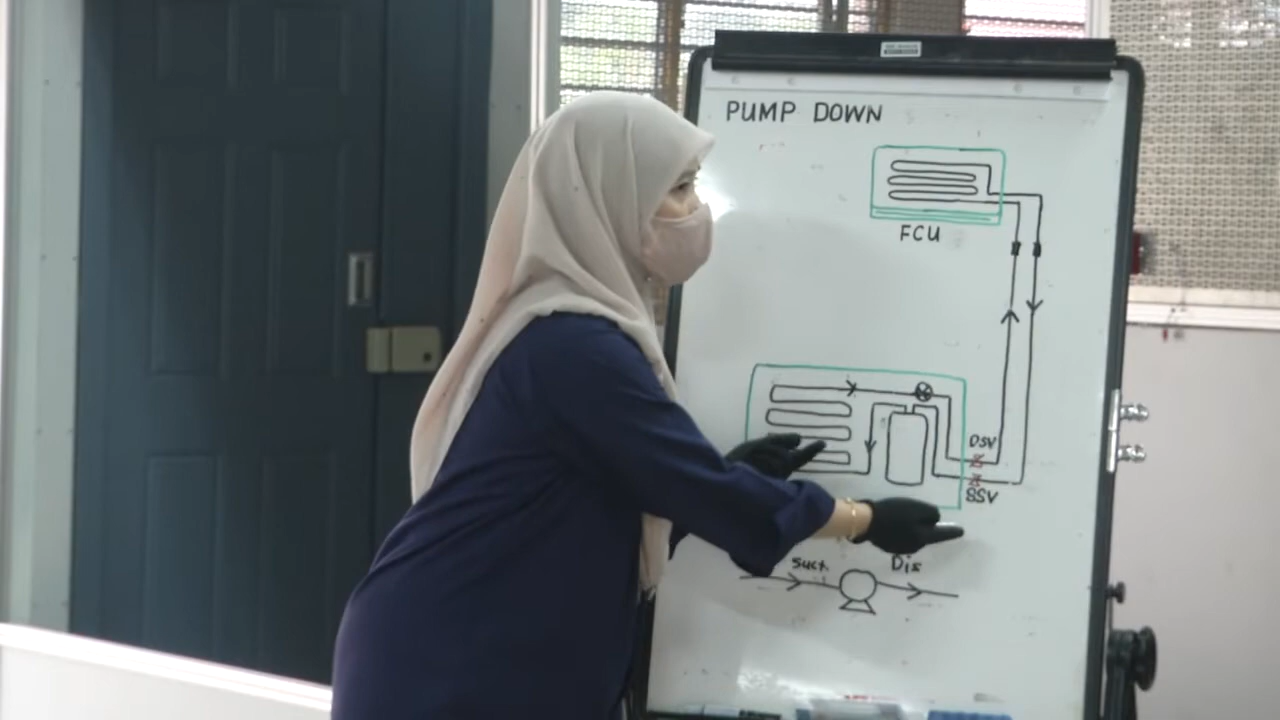 PUMP DOWN
FCU
DSV
SSV
Suct.
Dis